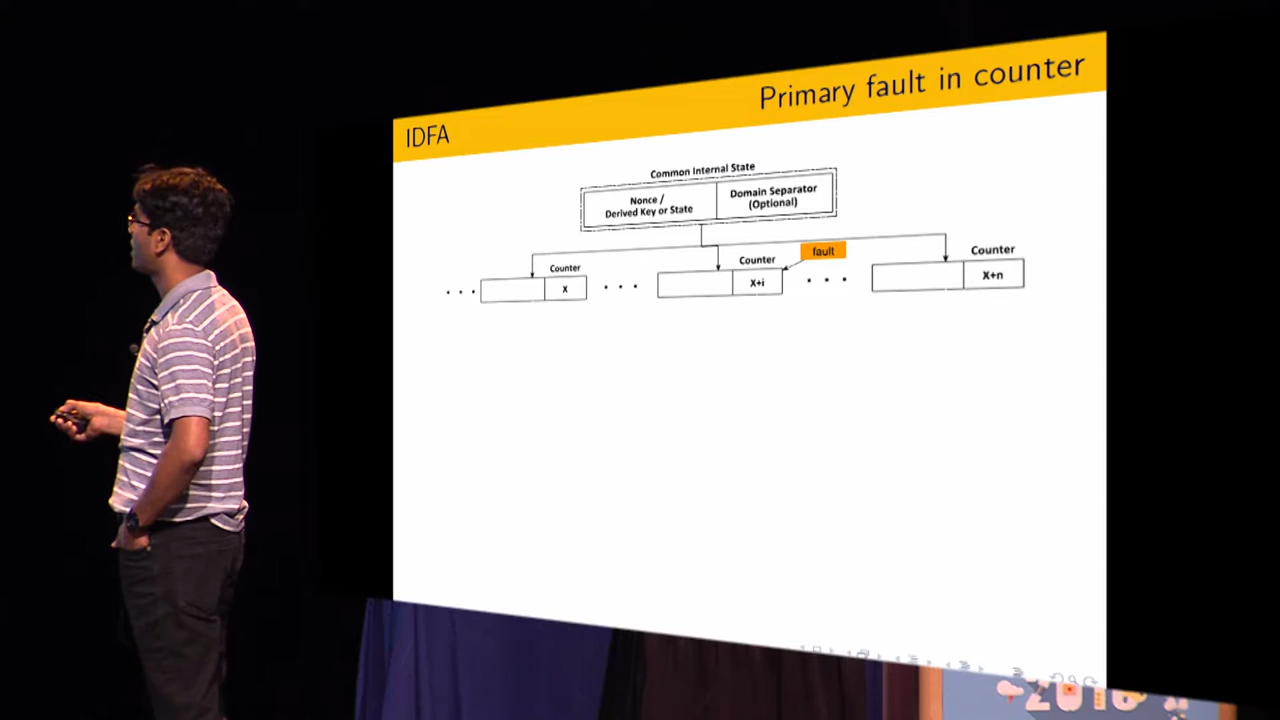 IDFA
Primary fault in counter
Common Internal State
Nonce /
Derived Key or State
Domain Separator
(Optional)
fault
Counter
X
Counter
X+i
Counter
X+n
2018